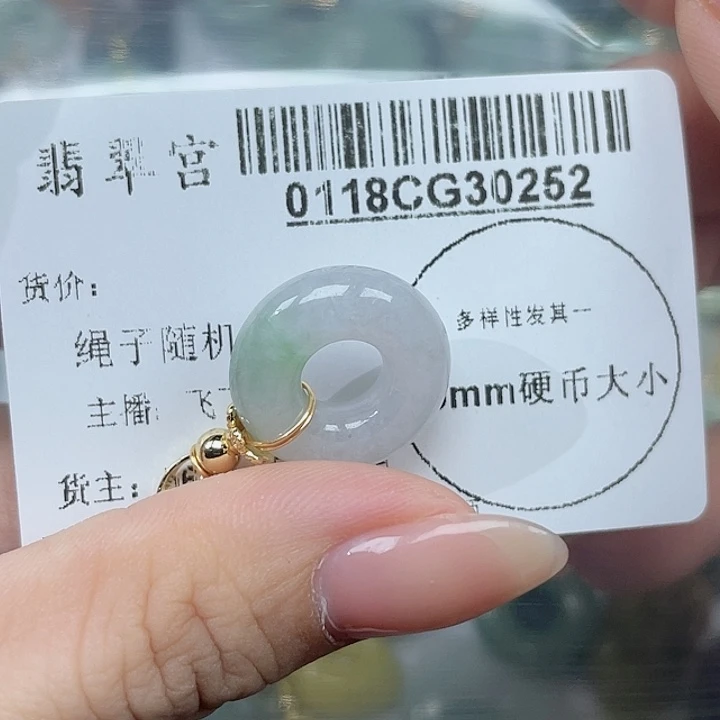 翡翠宫
0118CG30252
货价:
多样性发其一
绳子随机
mm硬币大小
主播: 飞
货主: